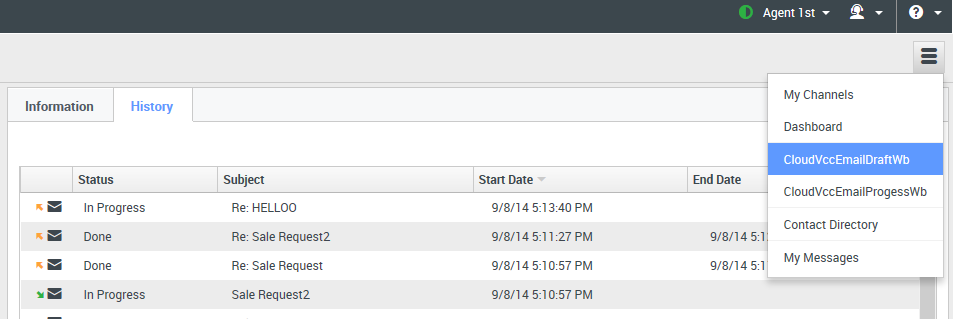 Agent 1st
Information History
My Channels
Dashboard
CloudVccEmailDraftWb
CloudVccEmailProgessWb
Contact Directory
My Messages
Status Subject Start Date End Date
In Progress Re: HELLOO 9/8/14 5:13:40 PM
Done Re: Sale Request2 9/8/14 5:11:27 PM 9/8/14 5:1
Done Re: Sale Request 9/8/14 5:10:57 PM 9/8/14 5:1
In Progress Sale Request2 9/8/14 5:10:57 PM